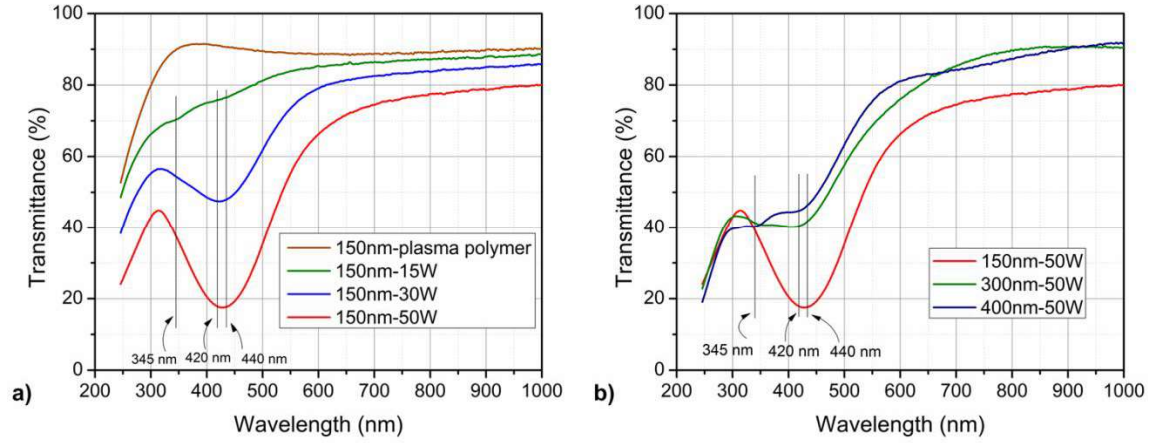 100
80
60
40
20
0
Transmittance (%)
150nm-plasma polymer
150nm-15W
150nm-30W
150nm-50W
345 nm
420 nm
440 nm
200 300 400 500 600 700 800 900 1000
Wavelength (nm)
a)
100
80
60
40
20
0
Transmittance (%)
150nm-50W
300nm-50W
400nm-50W
345 nm
420 nm
440 nm
200 300 400 500 600 700 800 900 1000
Wavelength (nm)
b)